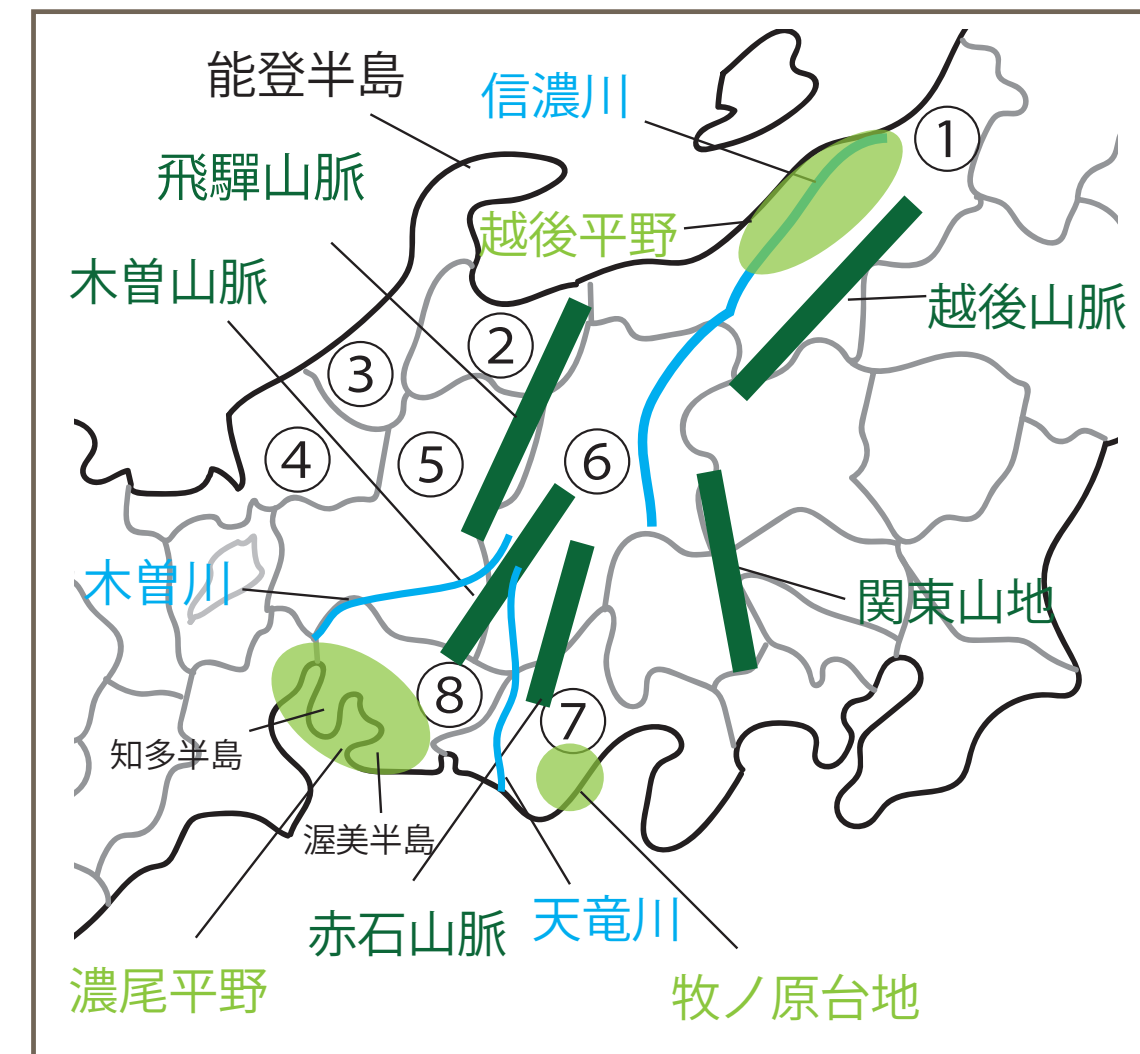 能登半島
信濃川
①
飛驒山脈
越後平野
木曽山脈
越後山脈
②
③
④
⑤
⑥
木曽川
関東山地
⑧
⑦
知多半島
渥美半島
赤石山脈
天竜川
濃尾平野
牧ノ原台地